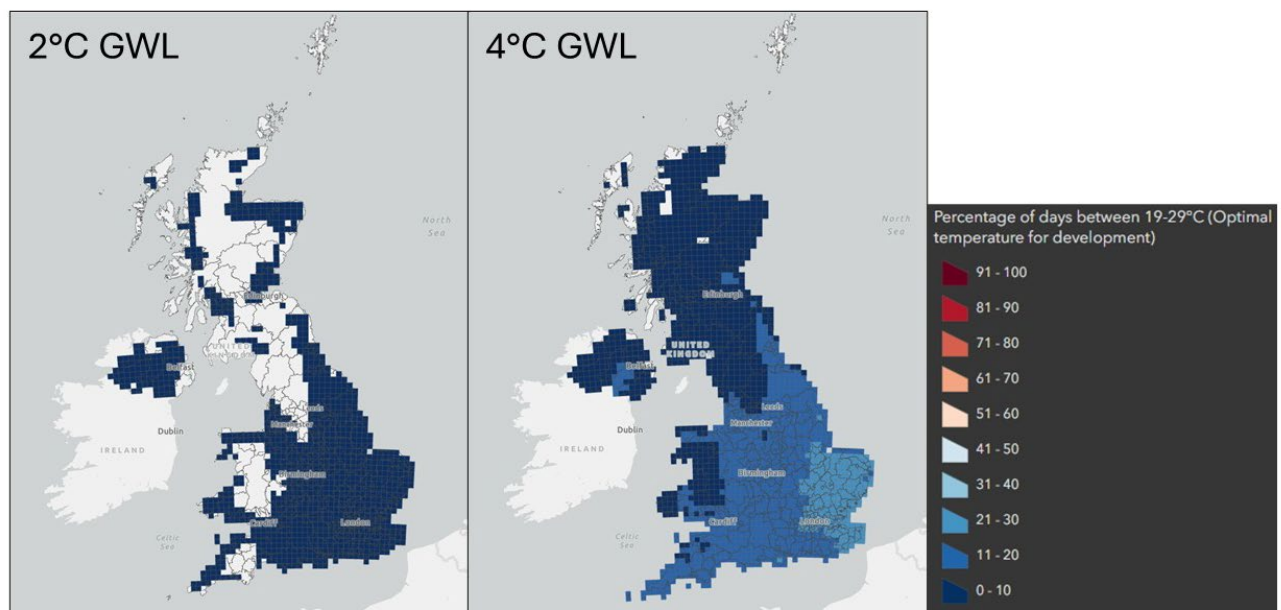 2°C GWL
4°C GWL
North
Sea
Edinburgh
UNITED
KINGDOM
Belfast
Leeds
Manchester
Dublin
IRELAND
Birmingham
Cardiff
London
Celtic
Sea
North
Sea
Edinburgh
UNITED
KINGDOM
Belfast
Leeds
Manchester
Dublin
IRELAND
Birmingham
Cardiff
London
Celtic
Sea
Percentage of days between 19-29°C (Optimal
temperature for development)
91 - 100
81 - 90
71 - 80
61 - 70
51 - 60
41 - 50
31 - 40
21 - 30
11 - 20
0 - 10